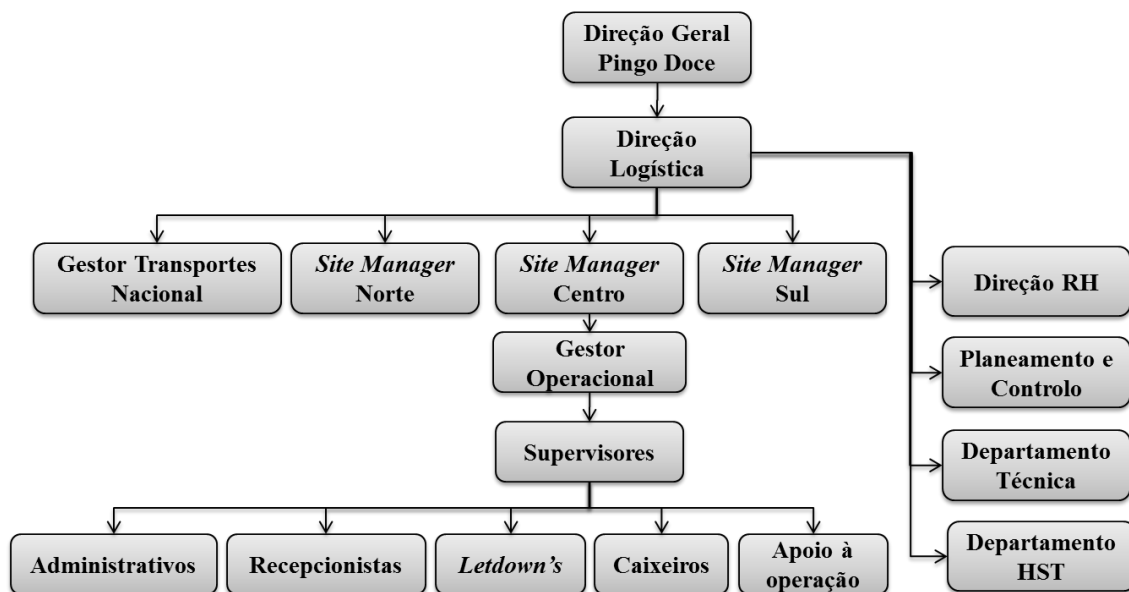 Direção Geral
Pingo Doce
Direção
Logística
Gestor Transportes
Nacional
Site Manager
Norte
Site Manager
Centro
Site Manager
Sul
Direção RH
Gestor
Operacional
Planeamento e
Controlo
Supervisores
Departamento
Técnica
Administrativos
Recepcionistas
Letdown’s
Caixeiros
Apoio à
operação
Departamento
HST